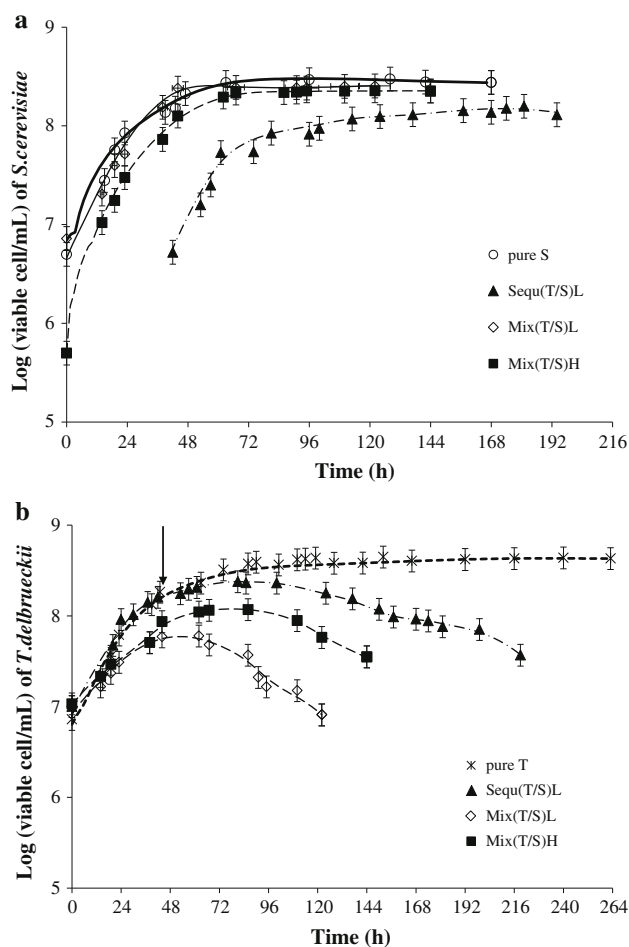 a
Log (viable cell/mL) of S.cerevisiae
9
8
7
6
5
pure S
Sequ(T/S)L
Mix(T/S)L
Mix(T/S)H
0 24 48 72 96 120 144 168 192 216
Time (h)
b
Log (viable cell/mL) of T.delbrueckii
9
8
7
6
5
pure T
Sequ(T/S)L
Mix(T/S)L
Mix(T/S)H
0 24 48 72 96 120 144 168 192 216 240 264
Time (h)